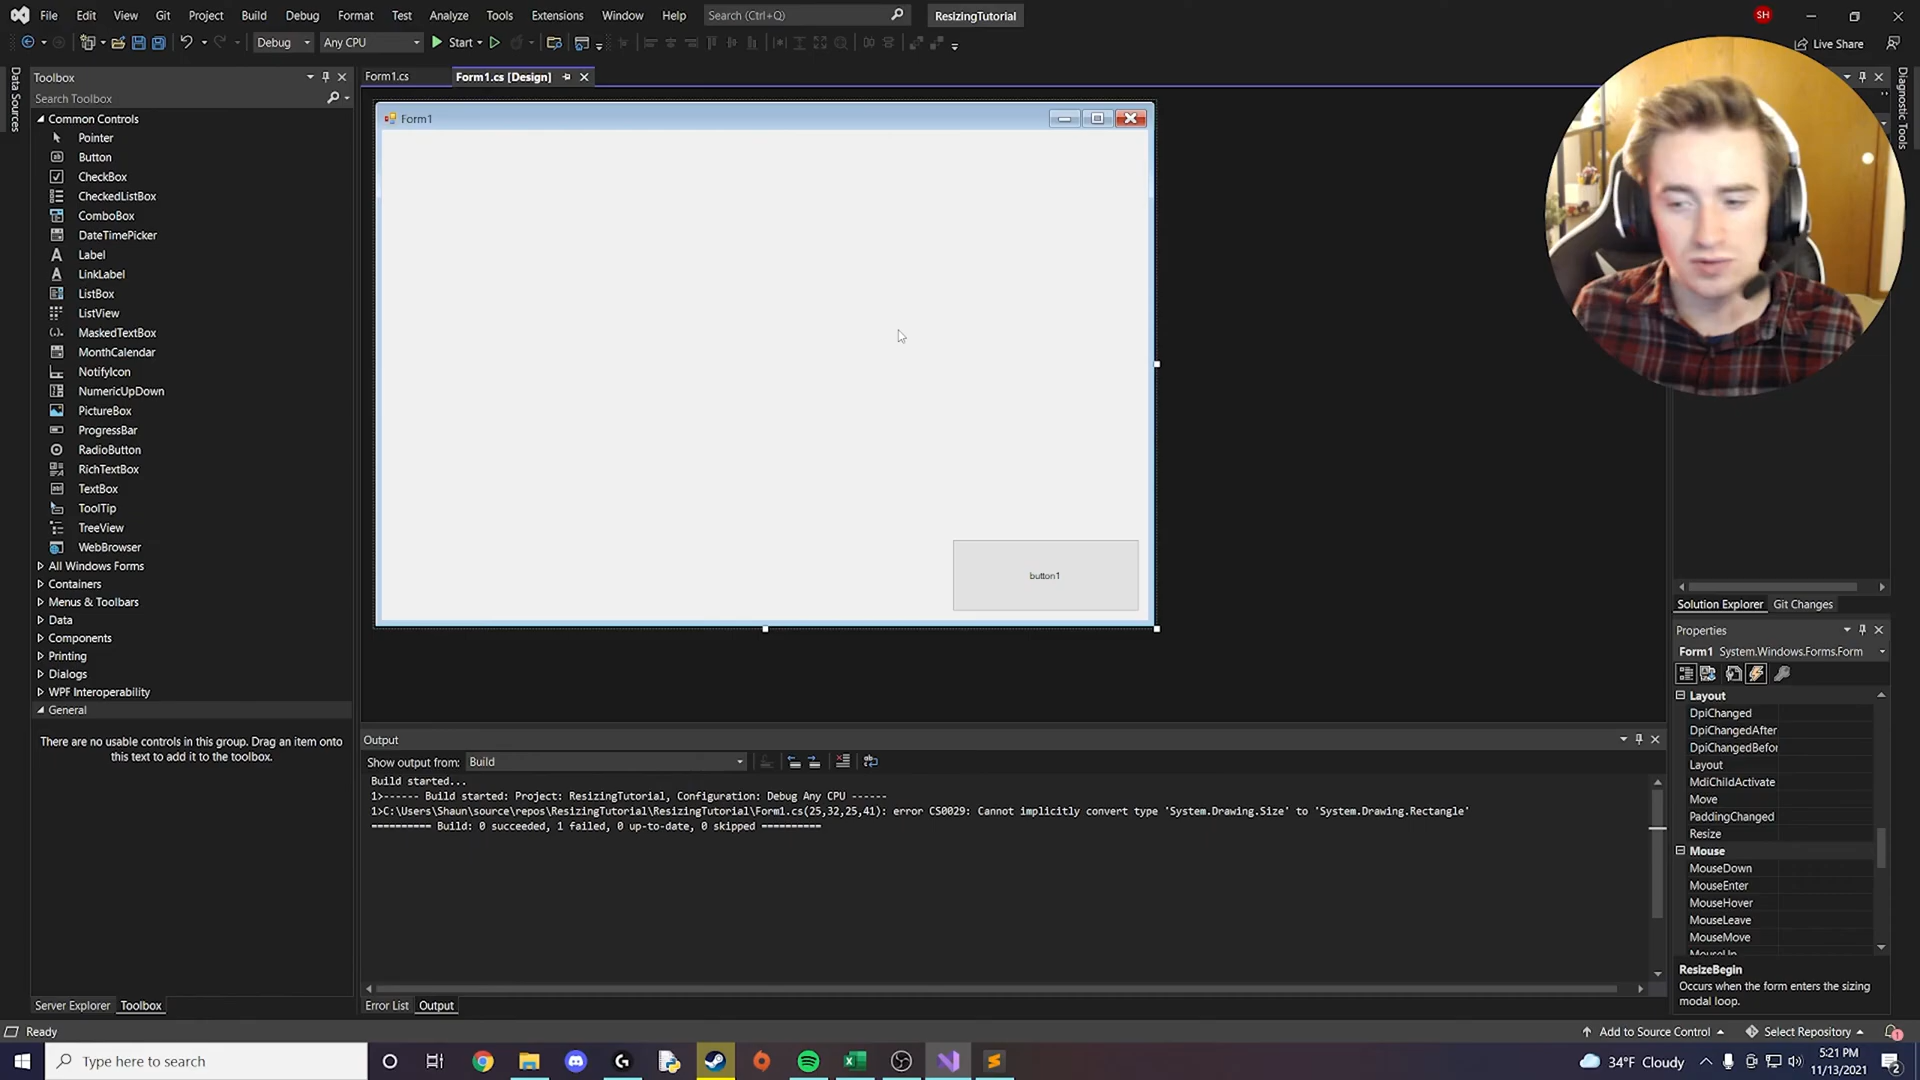 File Edit View Git Project Build Debug Format Test Analyze Tools Extensions Window Help Search (Ctrl+Q) ResizingTutorial SH
Debug Any CPU Start Live Share
Data Sources
Toolbox
Search Toolbox
Common Controls
Pointer
Button
CheckBox
CheckedListBox
ComboBox
DateTimePicker
Label
LinkLabel
ListBox
ListView
MaskedTextBox
MonthCalendar
NotifyIcon
NumericUpDown
PictureBox
ProgressBar
RadioButton
RichTextBox
TextBox
ToolTip
TreeView
WebBrowser
All Windows Forms
Containers
Menus & Toolbars
Data
Components
Printing
Dialogs
WPF Interoperability
General
There are no usable controls in this group. Drag an item onto
this text to add it to the toolbox.
Server Explorer Toolbox
Form1.cs Form1.cs [Design]
Form1
button1
Output
Show output from: Build
Build started...
1>------ Build started: Project: ResizingTutorial, Configuration: Debug Any CPU ------
1>C:\Users\Shaun\source\repos\ResizingTutorial\ResizingTutorial\Form1.cs(25,32,25,41): error CS0029: Cannot implicitly convert type 'System.Drawing.Size' to 'System.Drawing.Rectangle'
========== Build: 0 succeeded, 1 failed, 0 up-to-date, 0 skipped ==========
Error List Output
Diagnostic Tools
Solution Explorer Git Changes
Properties
Form1 System.Windows.Forms.Form
Layout
DpiChanged
DpiChangedAfter
DpiChangedBefor
Layout
MdiChildActivate
Move
PaddingChanged
Resize
Mouse
MouseDown
MouseEnter
MouseHover
MouseLeave
MouseMove
MouseUp
ResizeBegin
Occurs when the form enters the sizing
modal loop.
Ready Add to Source Control Select Repository 1
Type here to search 34°F Cloudy 5:21 PM
11/13/2021 2